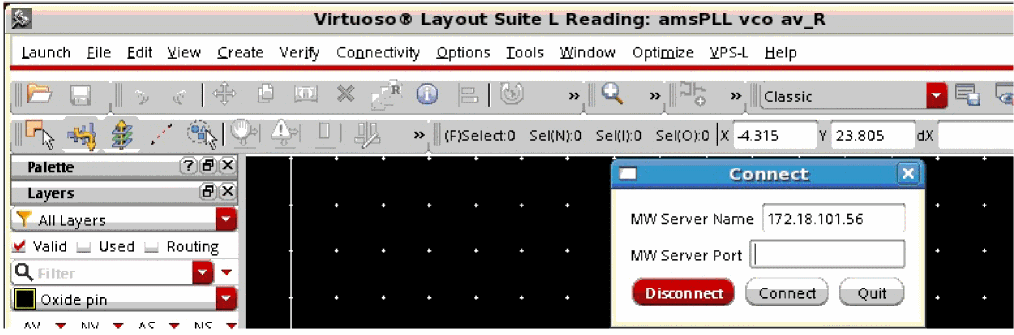 Virtuoso® Layout Suite L Reading: amsPLL vco av_R
Launch File Edit View Create Verify Connectivity Options Tools Window Optimize VPS-L Help
R » » » Classic
» (F)Select:0 Sel(N):0 Sel(I):0 Sel(O):0 X -4.315 Y 23.805 dX
Palette
Layers
All Layers
Valid Used Routing
Filter
Oxide pin
AV NV AS NS
Connect
MW Server Name 172.18.101.56
MW Server Port
Disconnect Connect Quit